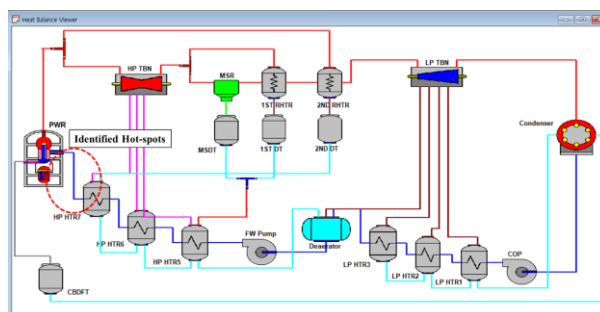 Heat Balance Viewer
HP TBN
LP TBN
MSR
1ST RHTR
2ND RHTR
Condenser
PWR
Identified Hot-spots
MSDT
1ST DT
2ND DT
HP HTR7
HP HTR6
HP HTR5
FW Pump
Deaerator
LP HTR3
LP HTR2
LP HTR1
COP
CBDFT